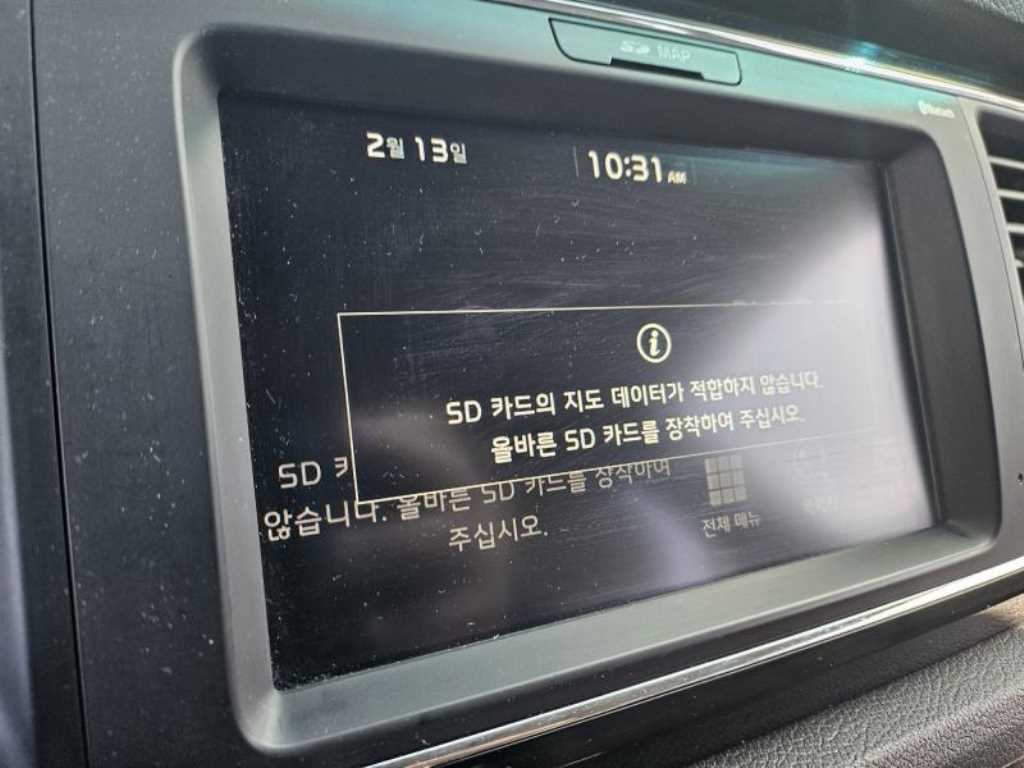 SD MAP
Bluetooth
2월 13일
10:31 AM
SD 카드의 지도 데이터가 적합하지 않습니다.
올바른 SD 카드를 장착하여 주십시오.
SD
않습니다. 올바른 SD 카드를 장착하여
주십시오.
전체 메뉴